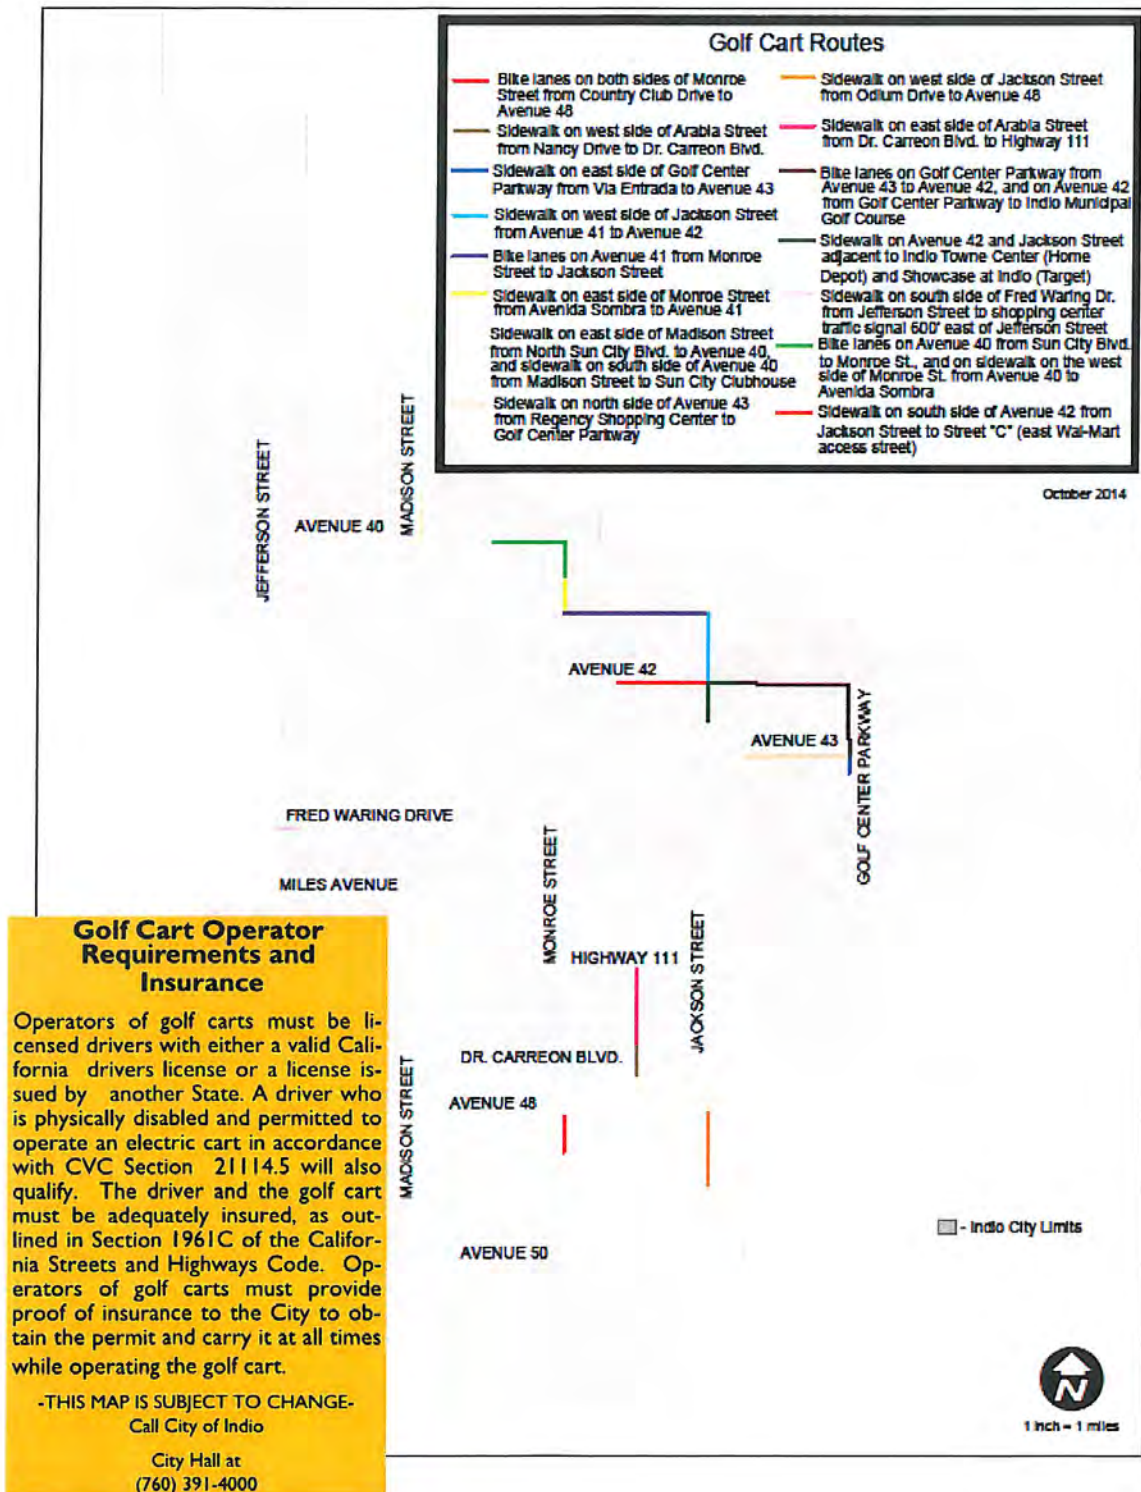 Golf Cart Routes
Bike lanes on both sides of Monroe
Street from Country Club Drive to
Avenue 48
Sidewalk on west side of Arabia Street
from Nancy Drive to Dr. Carreon Blvd.
Sidewalk on east side of Golf Center
Parkway from Via Entrada to Avenue 43
Sidewalk on west side of Jackson Street
from Avenue 41 to Avenue 42
Bike lanes on Avenue 41 from Monroe
Street to Jackson Street
Sidewalk on east side of Monroe Street
from Avenida Sombra to Avenue 41
Sidewalk on east side of Madison Street
from North Sun City Blvd. to Avenue 40,
and sidewalk on south side of Avenue 40
from Madison Street to Sun City Clubhouse
Sidewalk on north side of Avenue 43
from Regency Shopping Center to
Golf Center Parkway
Sidewalk on west side of Jackson Street
from Odlum Drive to Avenue 48
Sidewalk on east side of Arabia Street
from Dr. Carreon Blvd. to Highway 111
Bike lanes on Golf Center Parkway from
Avenue 43 to Avenue 42, and on Avenue 42
from Golf Center Parkway to Indio Municipal
Golf Course
Sidewalk on Avenue 42 and Jackson Street
adjacent to Indio Towne Center (Home
Depot) and Showcase at Indio (Target)
Sidewalk on south side of Fred Waring Dr.
from Jefferson Street to shopping center
traffic signal 600' east of Jefferson Street
Bike lanes on Avenue 40 from Sun City Blvd.
to Monroe St., and on sidewalk on the west
side of Monroe St. from Avenue 40 to
Avenida Sombra
Sidewalk on south side of Avenue 42 from
Jackson Street to Street "C" (east Wal-Mart
access street)
October 2014
JEFFERSON STREET
AVENUE 40
MADISON STREET
AVENUE 42
AVENUE 43
GOLF CENTER PARKWAY
FRED WARING DRIVE
MILES AVENUE
MONROE STREET
HIGHWAY 111
JACKSON STREET
DR. CARREON BLVD.
AVENUE 48
MADISON STREET
AVENUE 50
- Indio City Limits
N
1 inch = 1 miles
Golf Cart Operator
Requirements and
Insurance
Operators of golf carts must be li-
censed drivers with either a valid Cali-
fornia drivers license or a license is-
sued by another State. A driver who
is physically disabled and permitted to
operate an electric cart in accordance
with CVC Section 21114.5 will also
qualify. The driver and the golf cart
must be adequately insured, as out-
lined in Section 1961C of the Califor-
nia Streets and Highways Code. Op-
erators of golf carts must provide
proof of insurance to the City to ob-
tain the permit and carry it at all times
while operating the golf cart.
-THIS MAP IS SUBJECT TO CHANGE-
Call City of Indio
City Hall at
(760) 391-4000